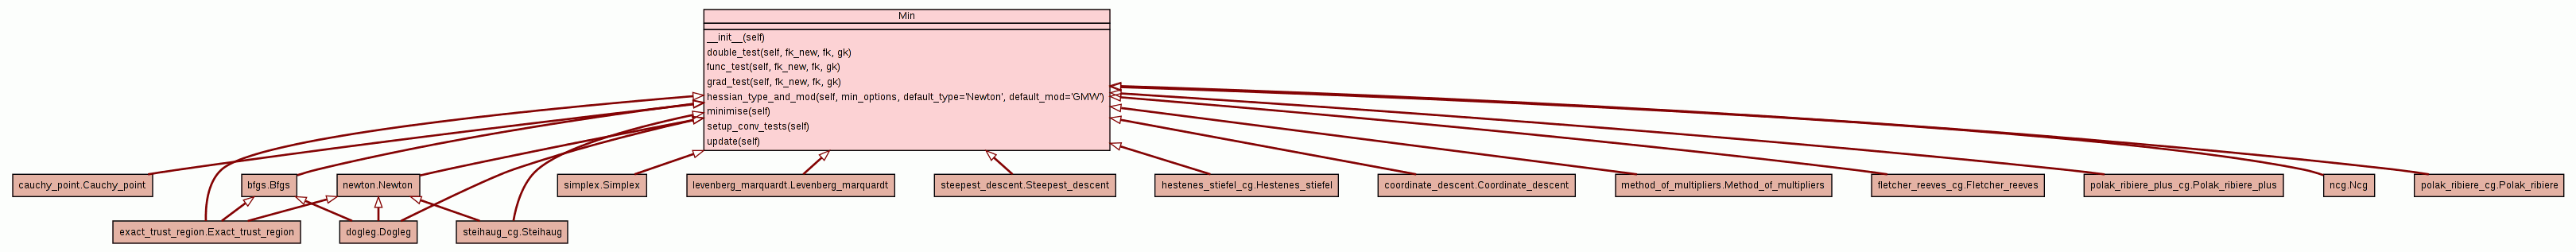 Min
__init__(self)
double_test(self, fk_new, fk, gk)
func_test(self, fk_new, fk, gk)
grad_test(self, fk_new, fk, gk)
hessian_type_and_mod(self, min_options, default_type='Newton', default_mod='GMW')
minimise(self)
setup_conv_tests(self)
update(self)
cauchy_point.Cauchy_point
bfgs.Bfgs
newton.Newton
simplex.Simplex
levenberg_marquardt.Levenberg_marquardt
steepest_descent.Steepest_descent
hestenes_stiefel_cg.Hestenes_stiefel
coordinate_descent.Coordinate_descent
method_of_multipliers.Method_of_multipliers
fletcher_reeves_cg.Fletcher_reeves
polak_ribiere_plus_cg.Polak_ribiere_plus
ncg.Ncg
polak_ribiere_cg.Polak_ribiere
exact_trust_region.Exact_trust_region
dogleg.Dogleg
steihaug_cg.Steihaug